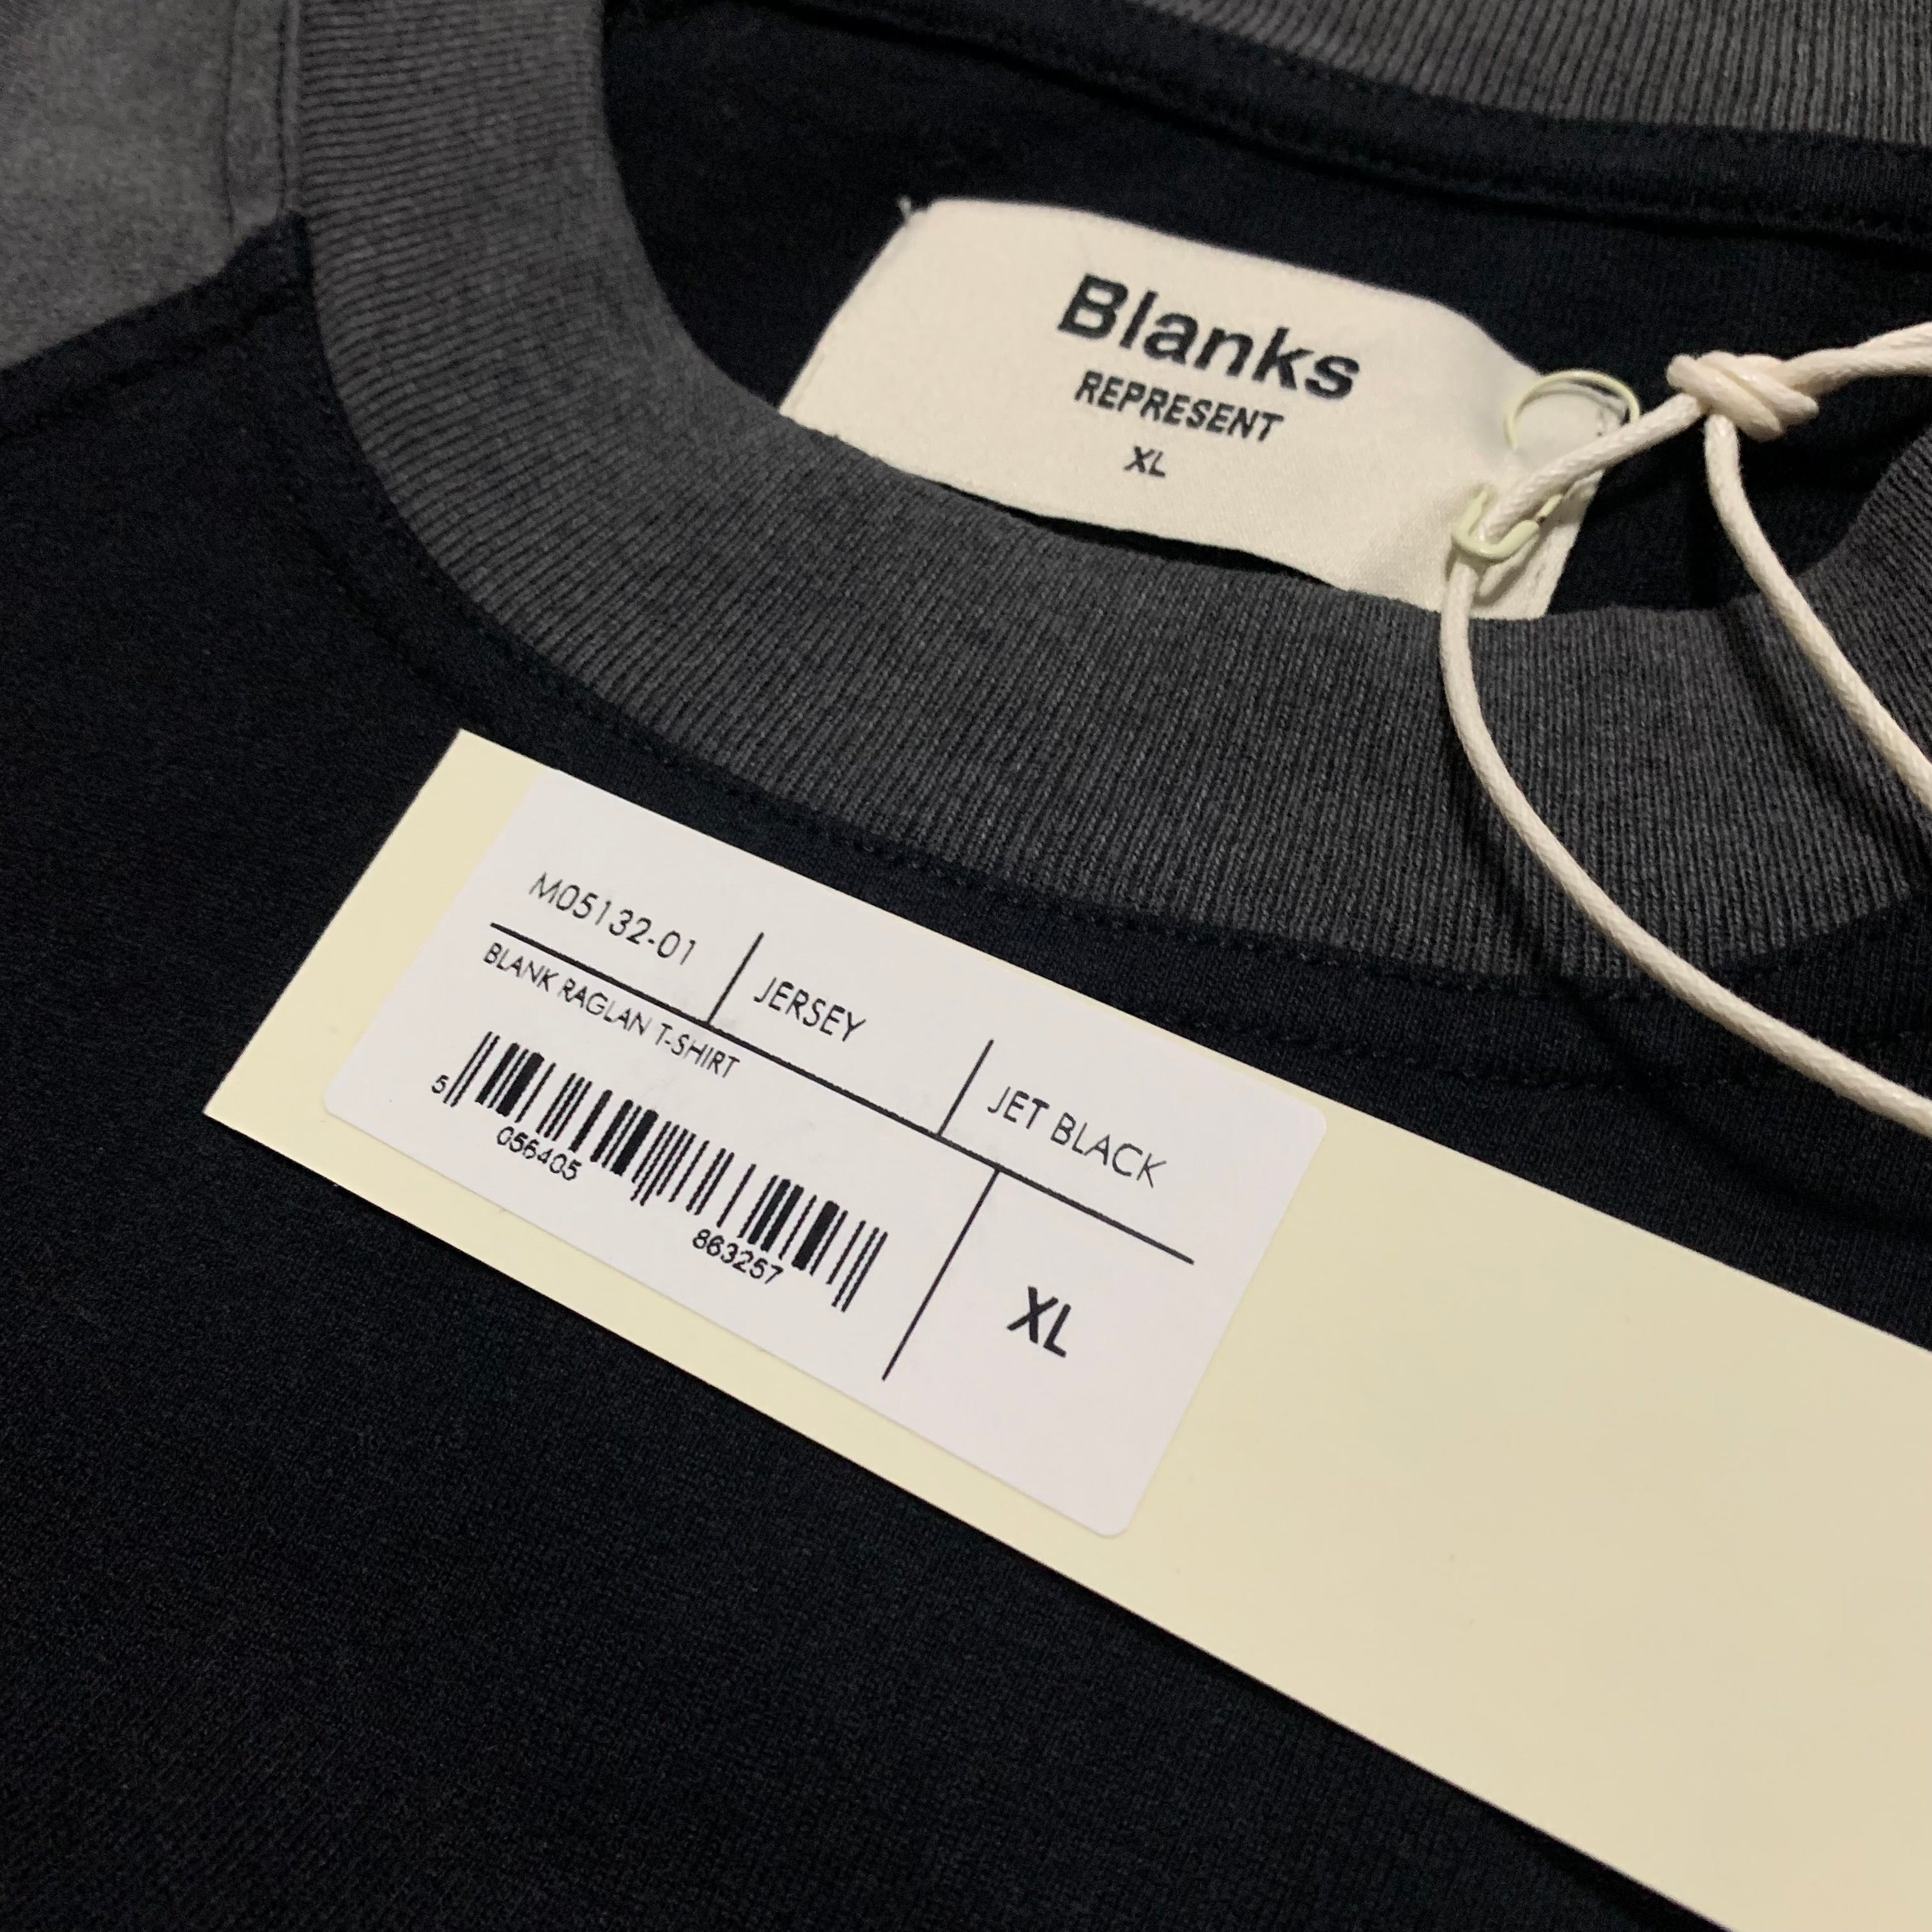 Blanks
REPRESENT
XL
M05132-01
JERSEY
JET BLACK
BLANK RAGLAN T-SHIRT
5 056405 863257
XL